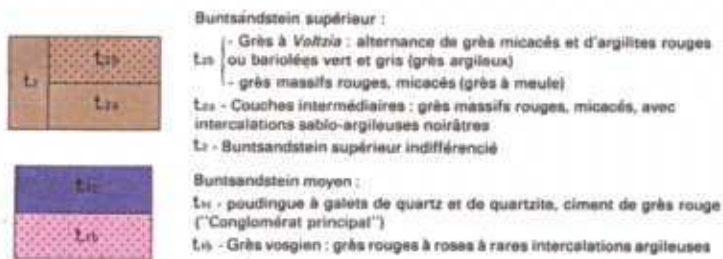 Buntsandstein supérieur :
t2b
- Grès à Voltzia : alternance de grès micacés et d'argilites rouges
t2b ou bariolées vert et gris (grès argileux)
t2
- grès massifs rouges, micacés (grès à meule)
t2a
t2a - Couches intermédiaires : grès massifs rouges, micacés, avec
intercalations sablo-argileuses noirâtres
t2 - Buntsandstein supérieur indifférencié
Buntsandstein moyen :
t1c
t1c - poudingue à galets de quartz et de quartzite, ciment de grès rouge
("Conglomérat principal")
t1b
t1b - Grès vosgien : grès rouges à roses à rares intercalations argileuses